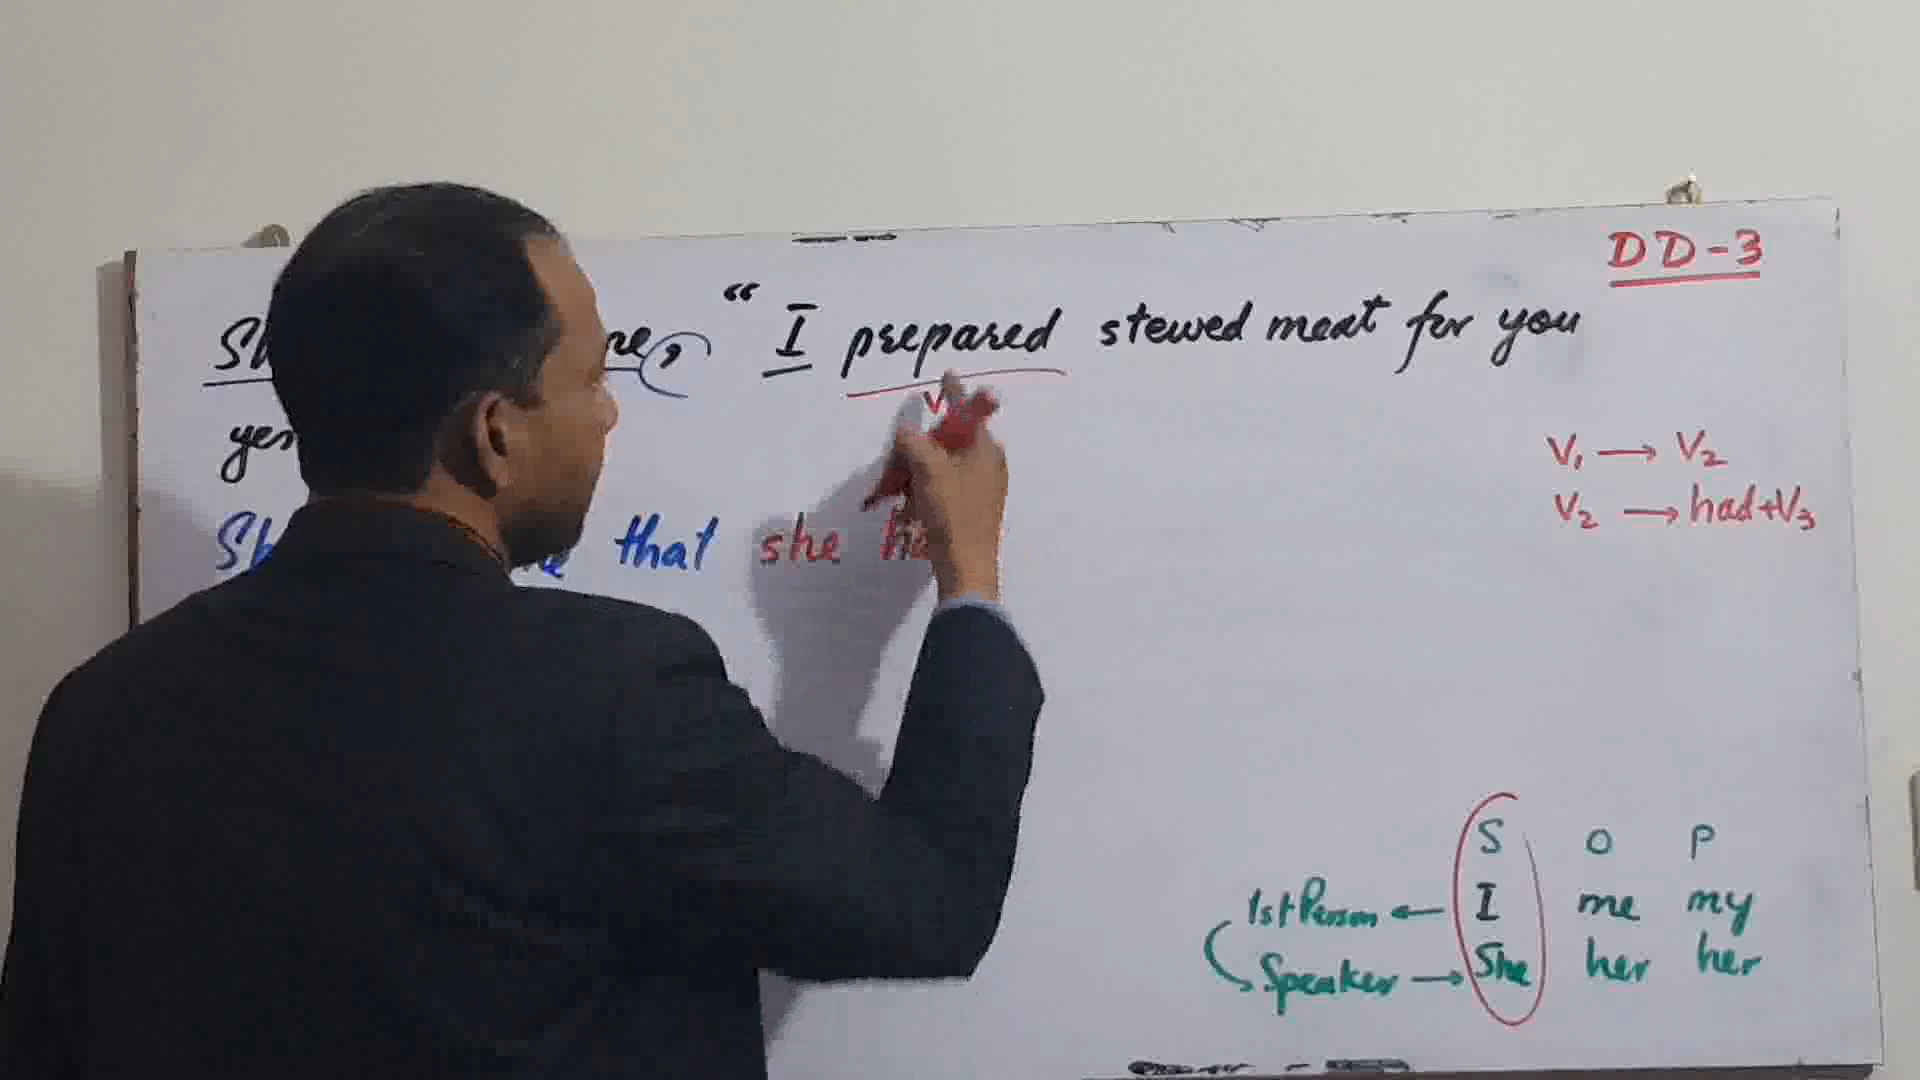 DD-3
“ I prepared stewed meat for you
V
that she
V₁ → V₂
V₂ → had+V₃
S O P
1st Person ← I me my
Speaker → She her her